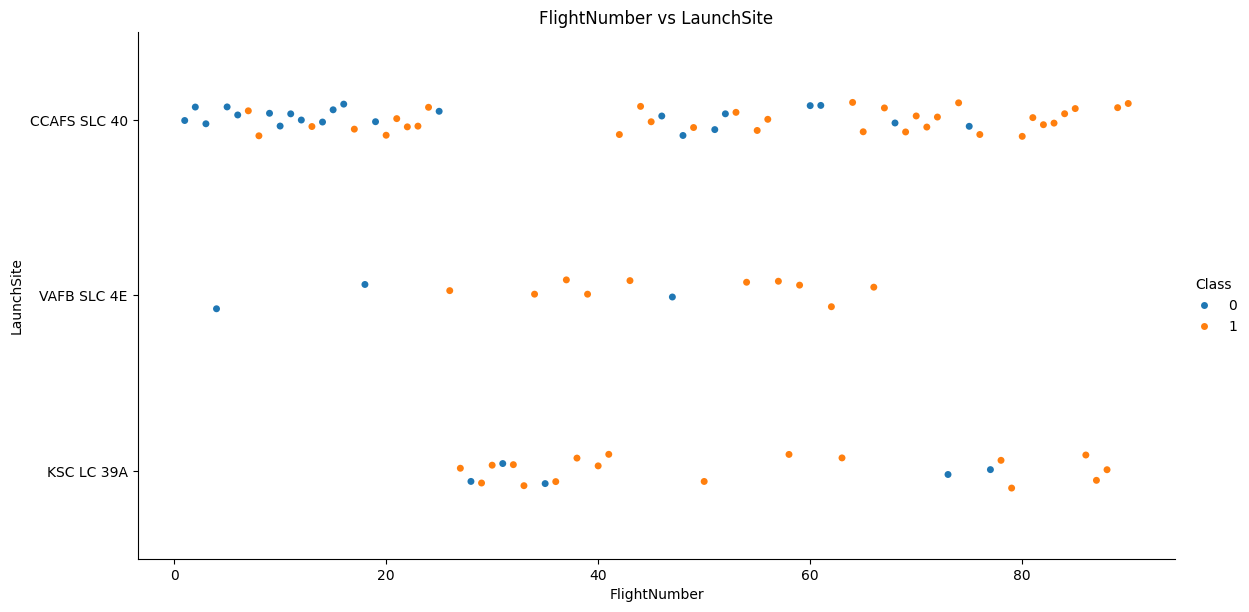 FlightNumber vs LaunchSite
CCAFS SLC 40
VAFB SLC 4E
KSC LC 39A
LaunchSite
0
20
40
60
80
FlightNumber
Class
0
1